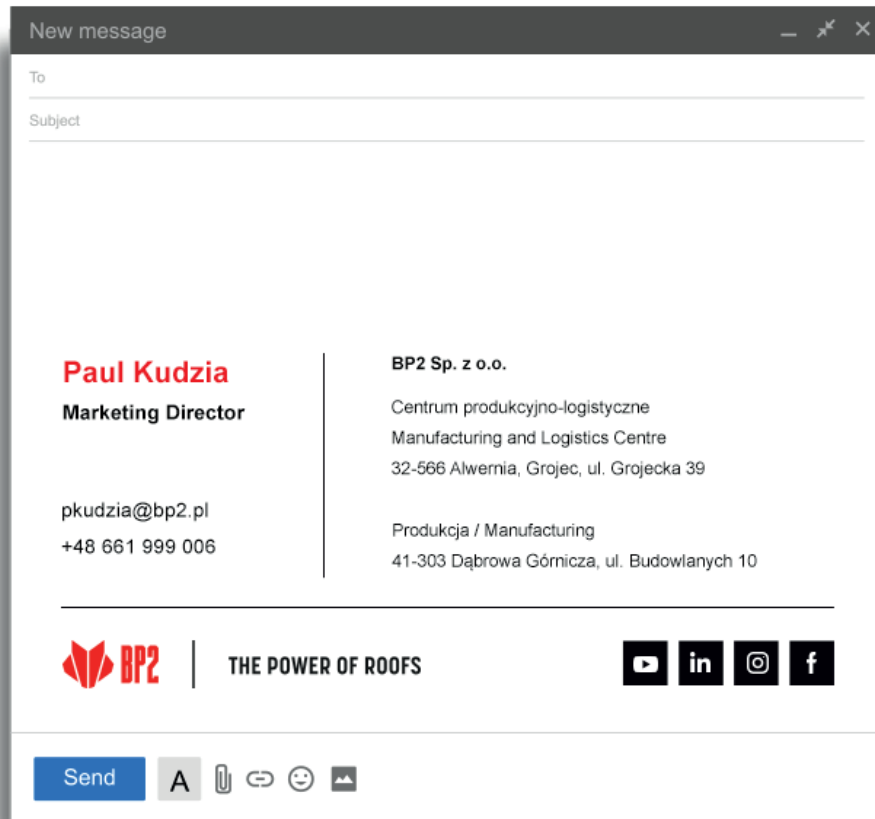 New message
To
Subject
Paul Kudzia
Marketing Director
pkudzia@bp2.pl
+48 661 999 006
BP2 Sp. z o.o.
Centrum produkcyjno-logistyczne
Manufacturing and Logistics Centre
32-566 Alwernia, Grojec, ul. Grojecka 39
Produkcja / Manufacturing
41-303 Dąbrowa Górnicza, ul. Budowlanych 10
BP2
THE POWER OF ROOFS
in
f
Send
A